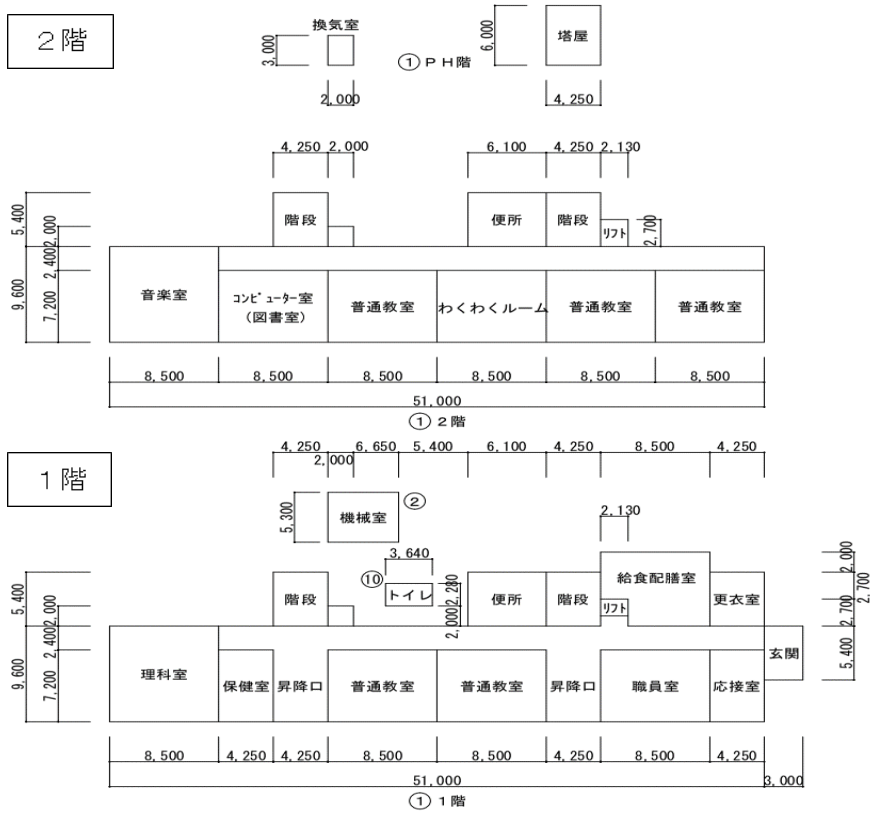 ２階
換気室
3,000
2,000
① ＰＨ階
6,000
塔屋
4,250
4,250 2,000 6,100 4,250 2,130
5,400
2,000
2,400
9,600
7,200
階段
便所
階段
ﾘﾌﾄ
2,700
音楽室
ｺﾝﾋﾟｭｰﾀｰ室
（図書室）
普通教室
わくわくルーム
普通教室
普通教室
8,500 8,500 8,500 8,500 8,500 8,500
51,000
① ２階
１階
4,250 6,650 5,400 6,100 4,250 8,500 4,250
2,000
5,300
機械室
②
2,130
3,640
⑩
トイレ
2,280
2,000
5,400
2,000
2,400
9,600
7,200
階段
便所
階段
給食配膳室
ﾘﾌﾄ
更衣室
2,000
2,700
2,700
5,400
玄関
理科室
保健室
昇降口
普通教室
普通教室
昇降口
職員室
応接室
8,500 4,250 4,250 8,500 8,500 4,250 8,500 4,250
51,000 3,000
① １階